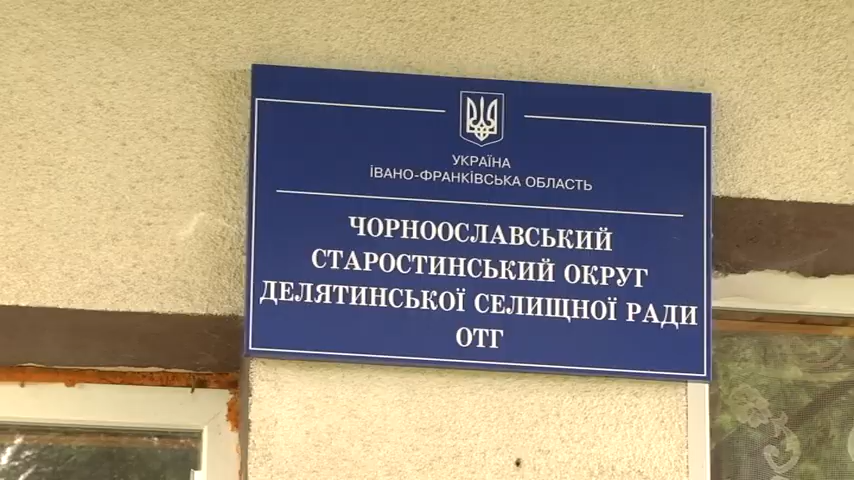 УКРАЇНА
ІВАНО-ФРАНКІВСЬКА ОБЛАСТЬ
ЧОРНООСЛАВСЬКИЙ
СТАРОСТИНСЬКИЙ ОКРУГ
ДЕЛЯТИНСЬКОЇ СЕЛИЩНОЇ РАДИ
ОТГ